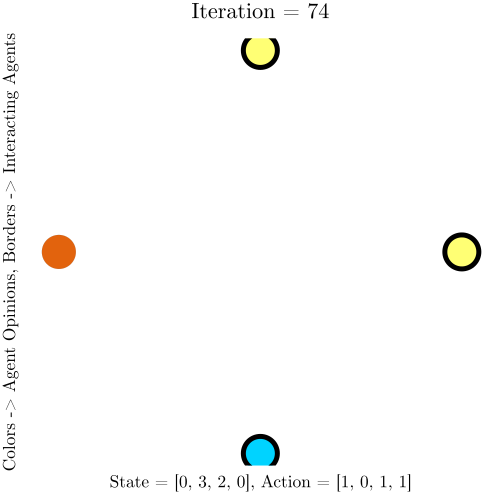 Iteration = 74
Colors -> Agent Opinions, Borders -> Interacting Agents
State = [0, 3, 2, 0], Action = [1, 0, 1, 1]